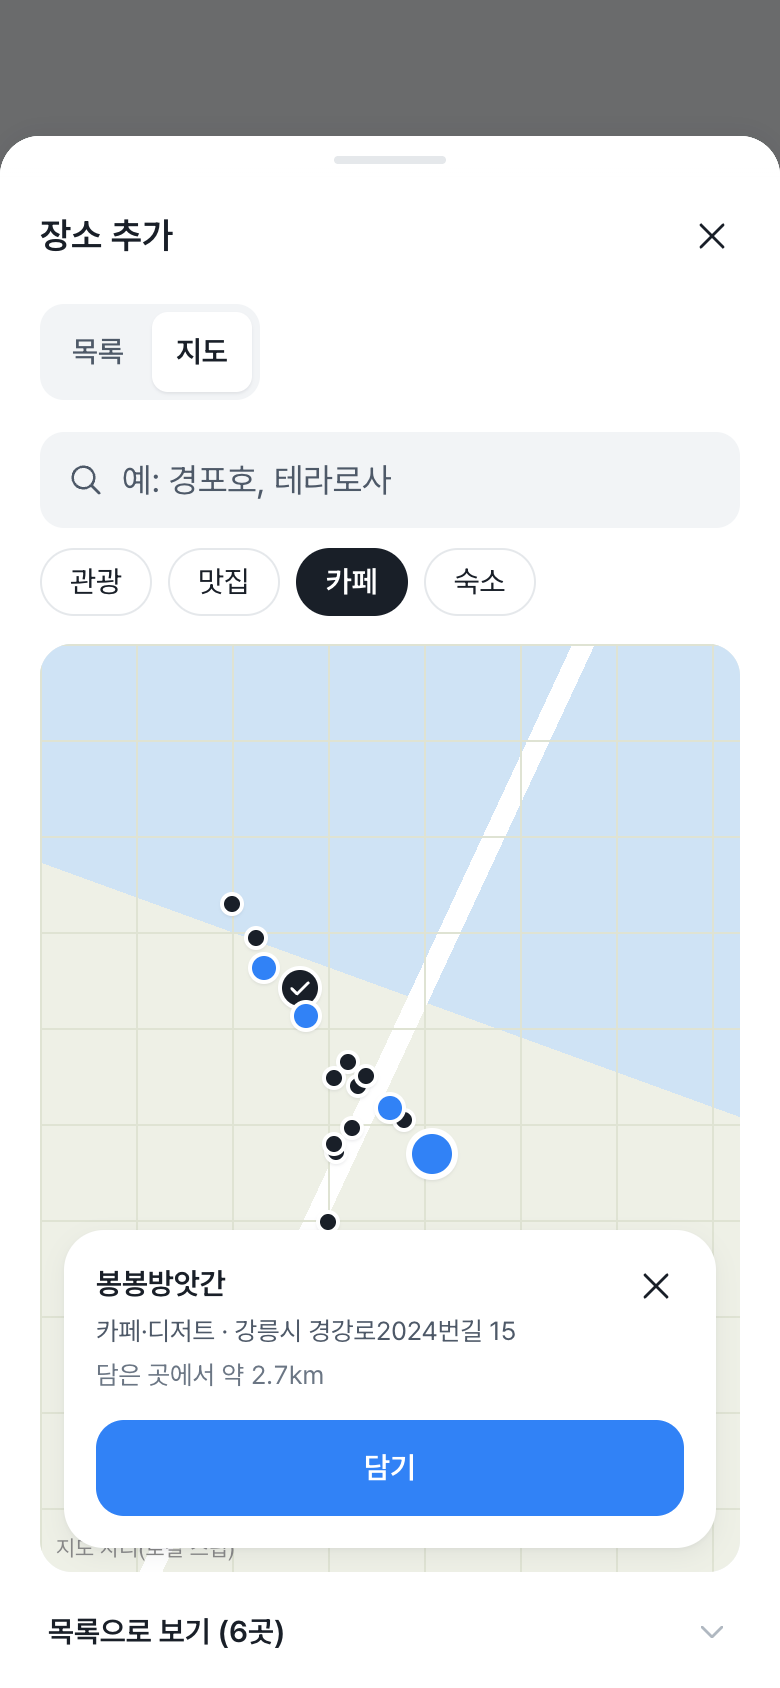 장소 추가
목록
지도
예: 경포호, 테라로사
관광
맛집
카페
숙소
봉봉방앗간
카페·디저트 · 강릉시 경강로2024번길 15
담은 곳에서 약 2.7km
담기
지도
목록으로 보기 (6곳)